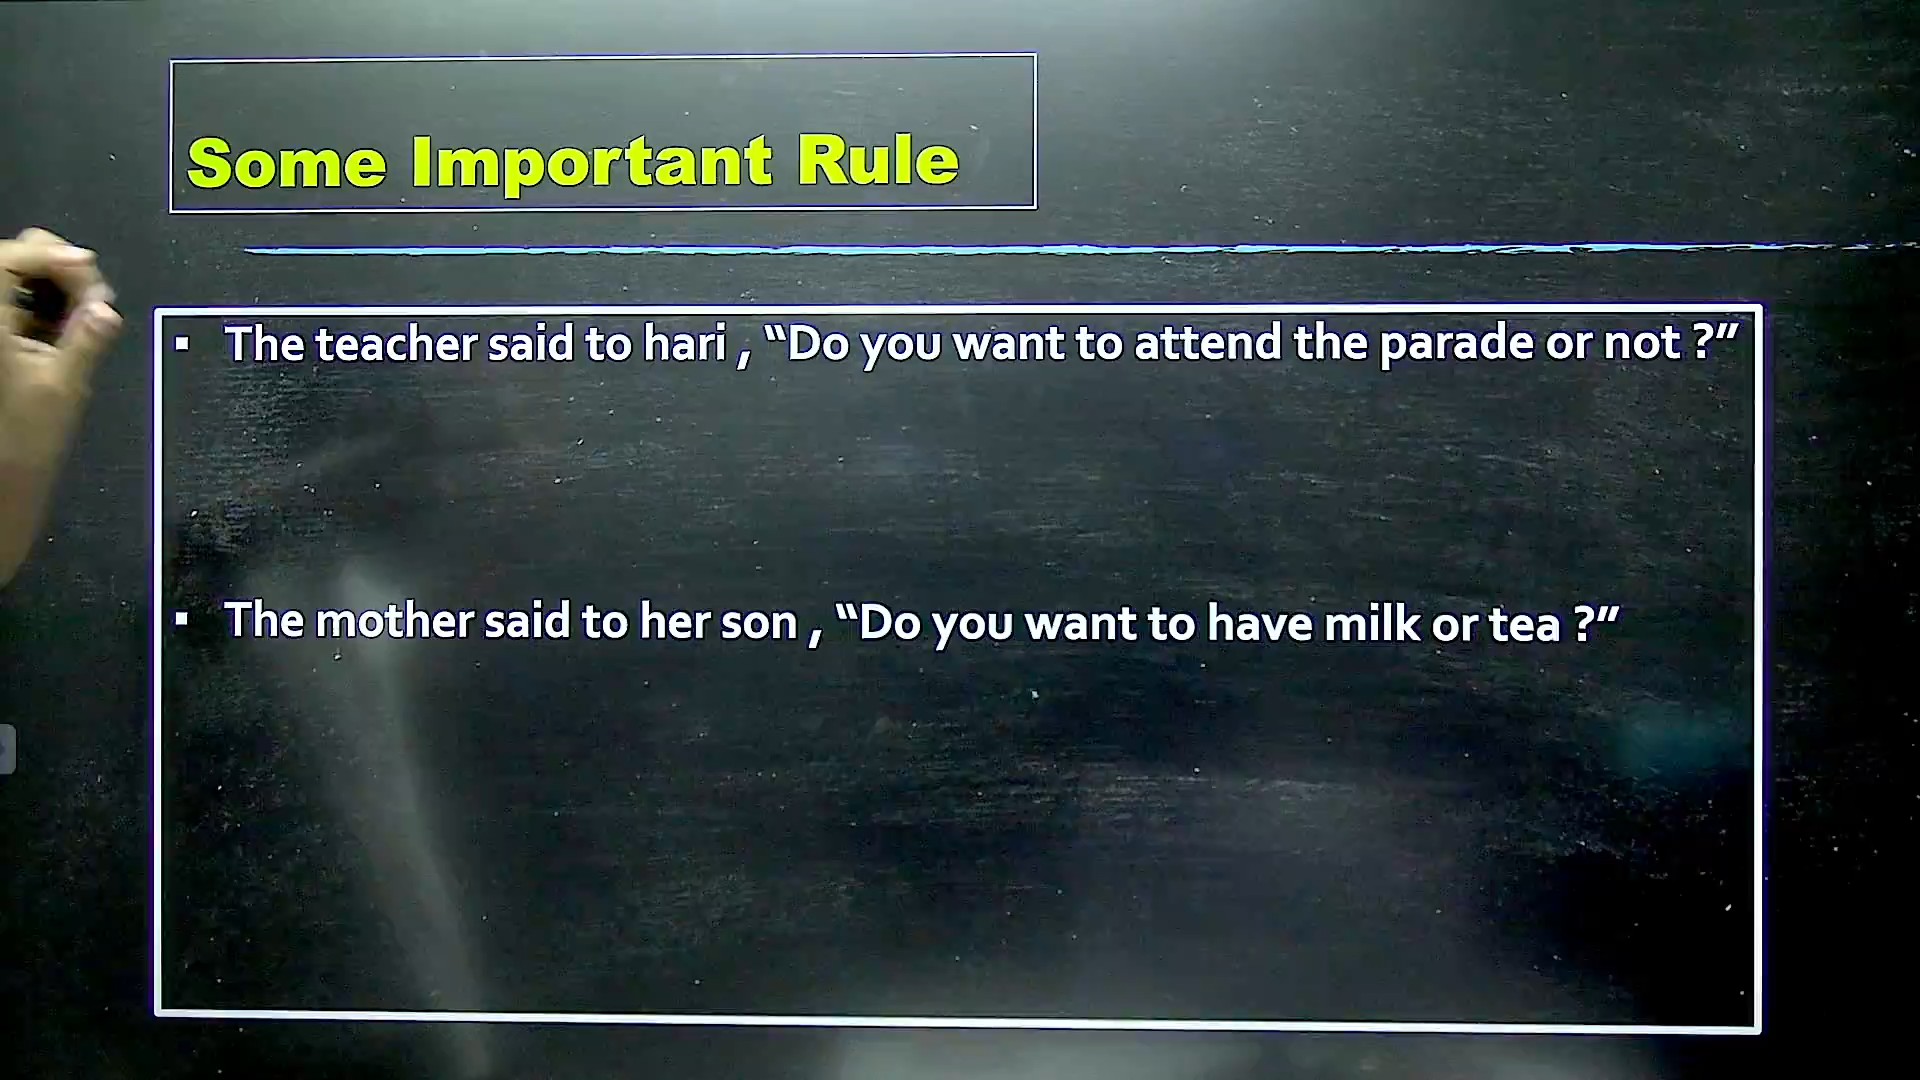 Some Important Rule
▪ The teacher said to hari , “Do you want to attend the parade or not ?”
▪ The mother said to her son , “Do you want to have milk or tea ?”